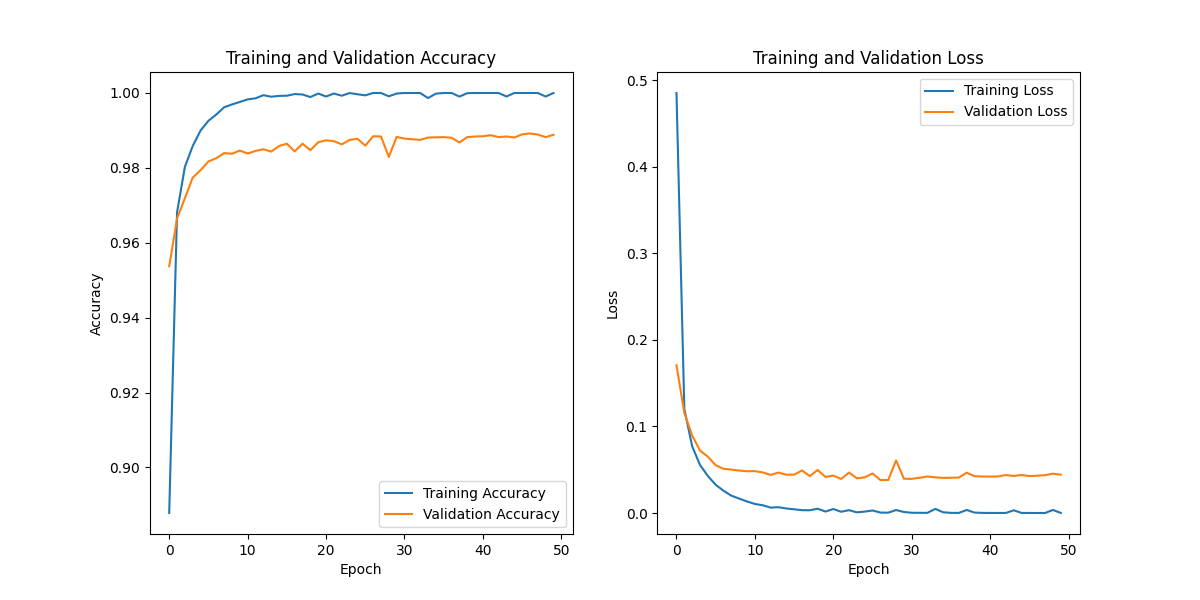 Training and Validation Accuracy
1.00
0.98
0.96
0.94
0.92
0.90
Accuracy
0
10
20
30
40
50
Epoch
Training Accuracy
Validation Accuracy
Training and Validation Loss
0.5
0.4
0.3
0.2
0.1
0.0
Loss
0
10
20
30
40
50
Epoch
Training Loss
Validation Loss